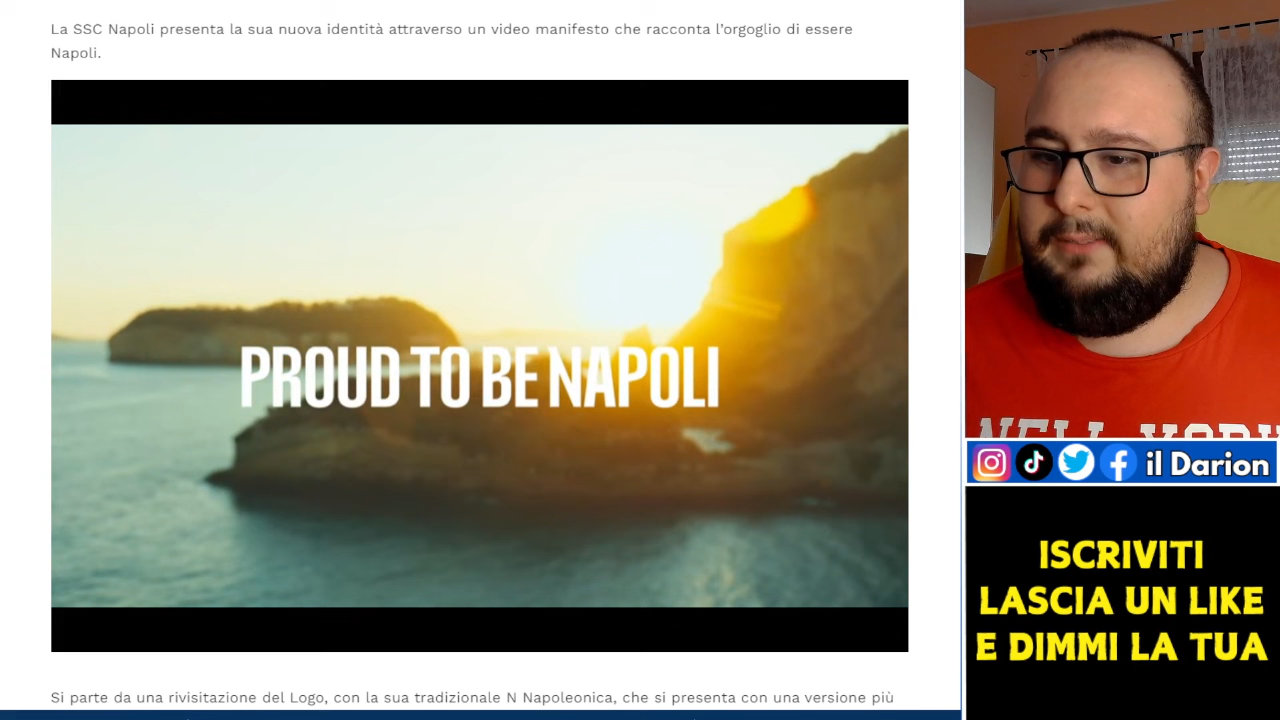 La SSC Napoli presenta la sua nuova identità attraverso un video manifesto che racconta l'orgoglio di essere
Napoli.
PROUD TO BE NAPOLI
Si parte da una rivisitazione del Logo, con la sua tradizionale N Napoleonica, che si presenta con una versione più
il Darion
ISCRIVITI
LASCIA UN LIKE
E DIMMI LA TUA